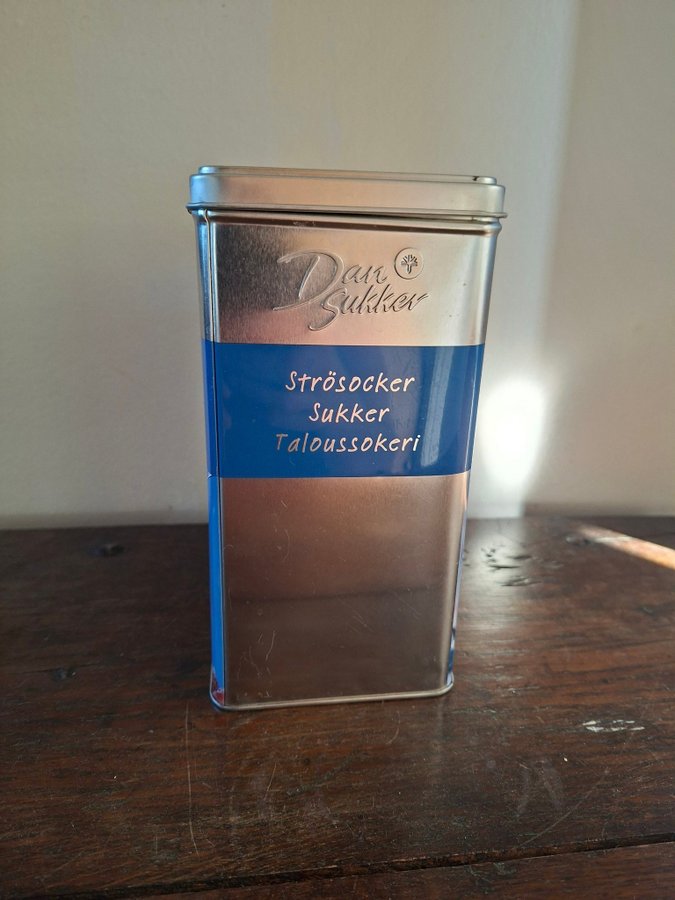 Dan
Sukker
Strösocker
Sukker
Taloussokeri